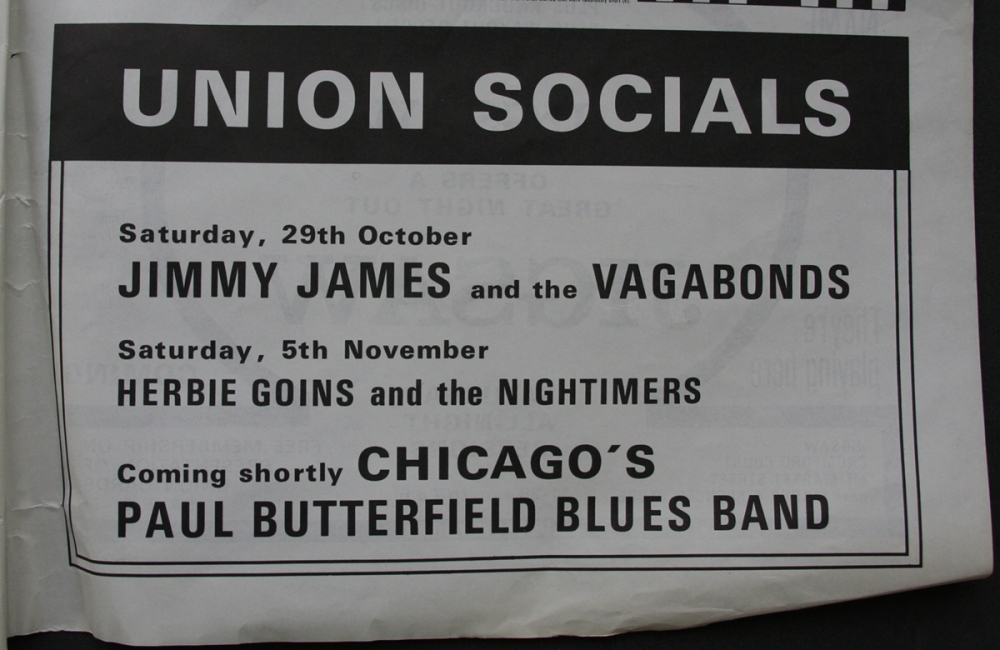 UNION SOCIALS
Saturday, 29th October
JIMMY JAMES and the VAGABONDS
Saturday, 5th November
HERBIE GOINS and the NIGHTIMERS
Coming shortly CHICAGO´S
PAUL BUTTERFIELD BLUES BAND